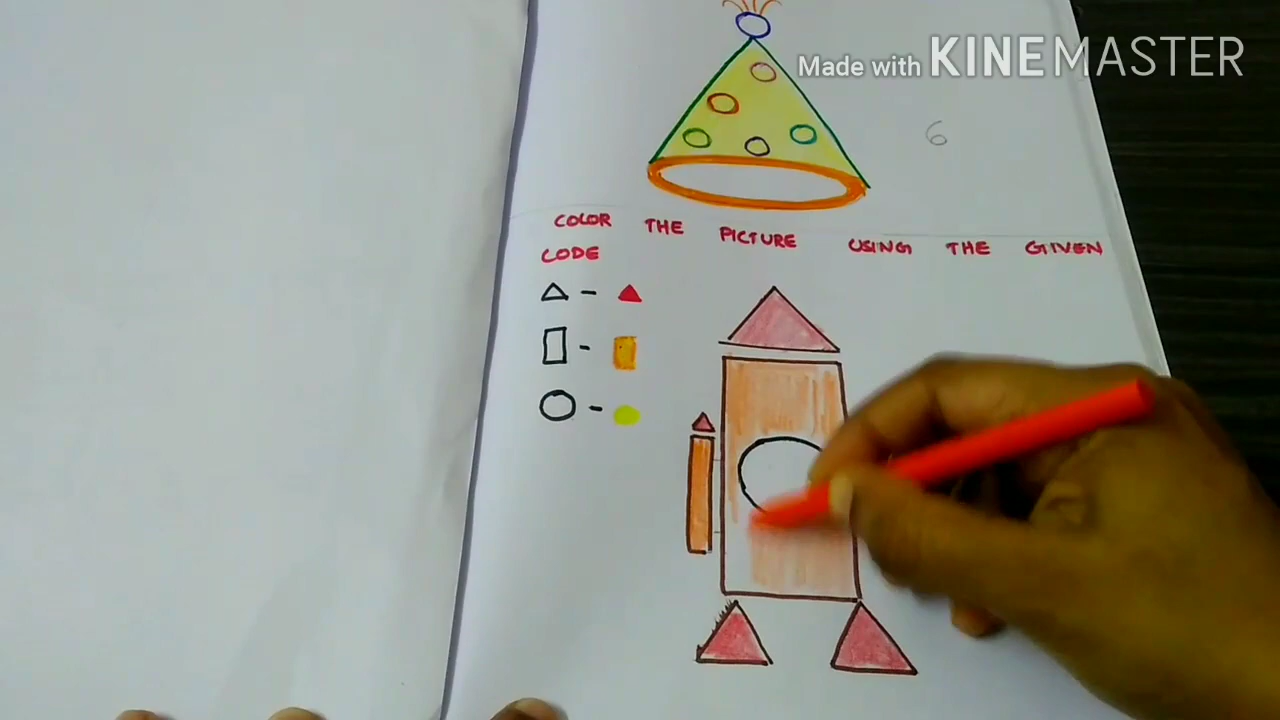 Made with KINEMASTER
6
COLOR THE PICTURE USING THE GIVEN
CODE